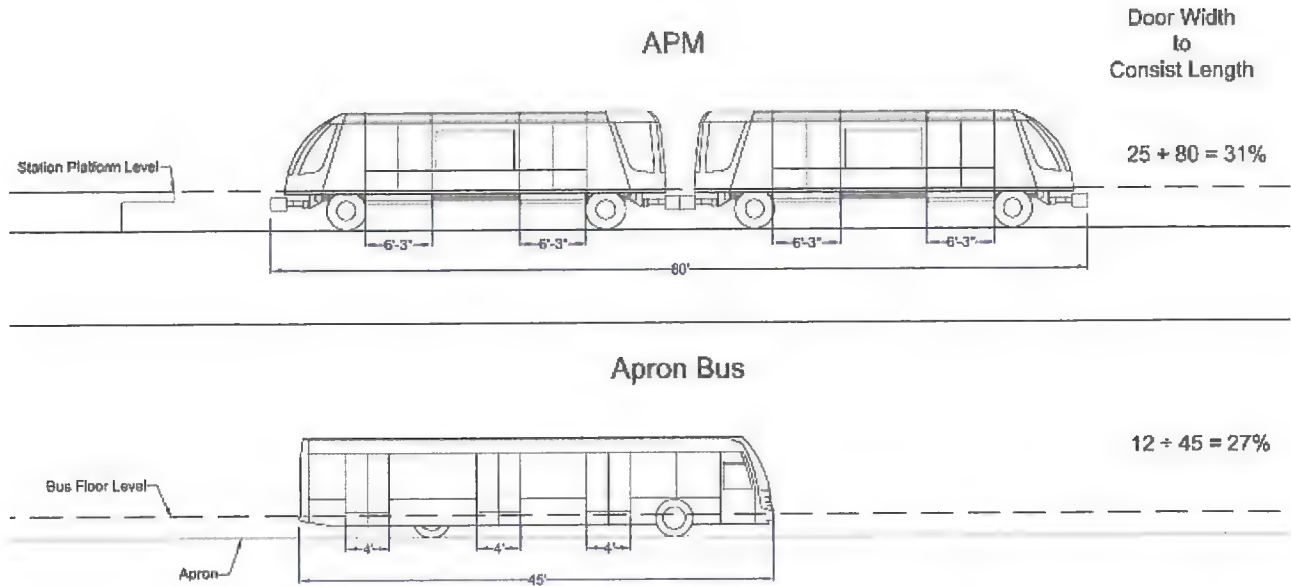 APM
Door Width
to
Consist Length
25 ÷ 80 = 31%
Station Platform Level
6'-3"
6'-3"
6'-3"
6'-3"
80'
Apron Bus
12 ÷ 45 = 27%
Bus Floor Level
4'
4'
4'
Apron
45'